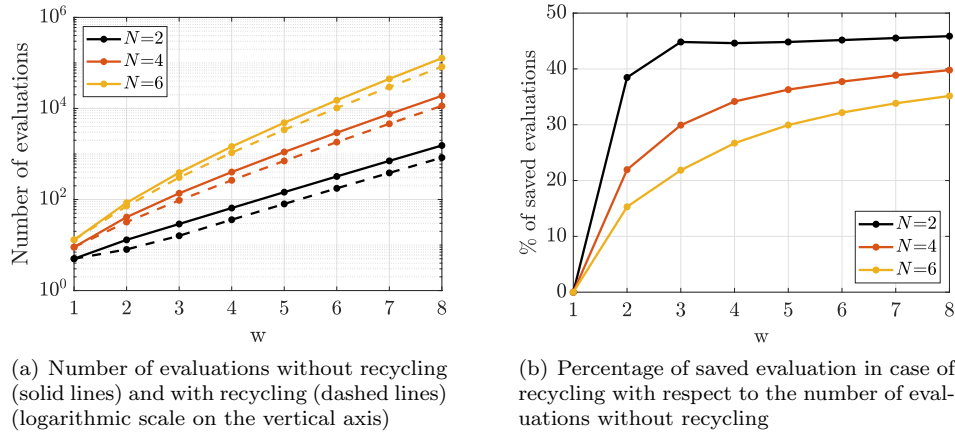 10^6
10^4
10^2
10^0
Number of evaluations
N=2
N=4
N=6
1 2 3 4 5 6 7 8
w
(a) Number of evaluations without recycling
(solid lines) and with recycling (dashed lines)
(logarithmic scale on the vertical axis)
50
40
30
20
10
0
% of saved evaluations
N=2
N=4
N=6
1 2 3 4 5 6 7 8
w
(b) Percentage of saved evaluation in case of
recycling with respect to the number of eval-
uations without recycling